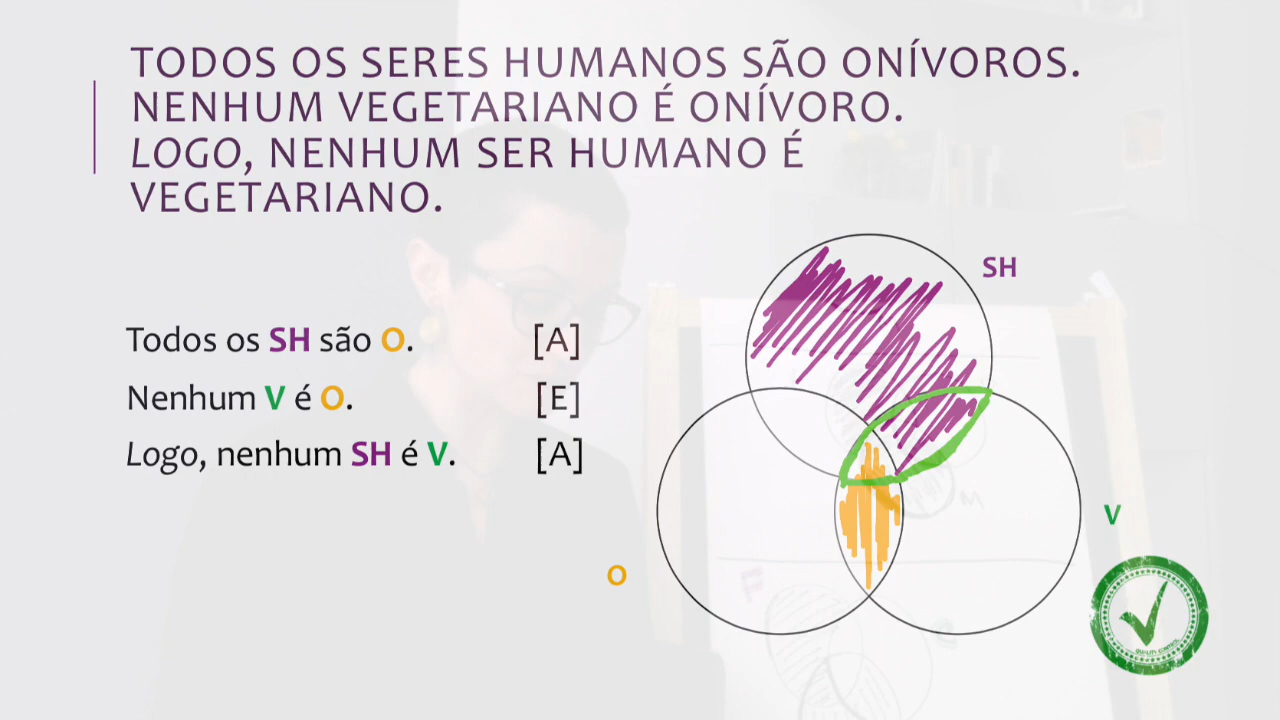 TODOS OS SERES HUMANOS SÃO ONÍVOROS.
NENHUM VEGETARIANO É ONÍVORO.
LOGO, NENHUM SER HUMANO É
VEGETARIANO.
SH
Todos os SH são O. [A]
Nenhum V é O. [E]
Logo, nenhum SH é V. [A]
M
V
O
F